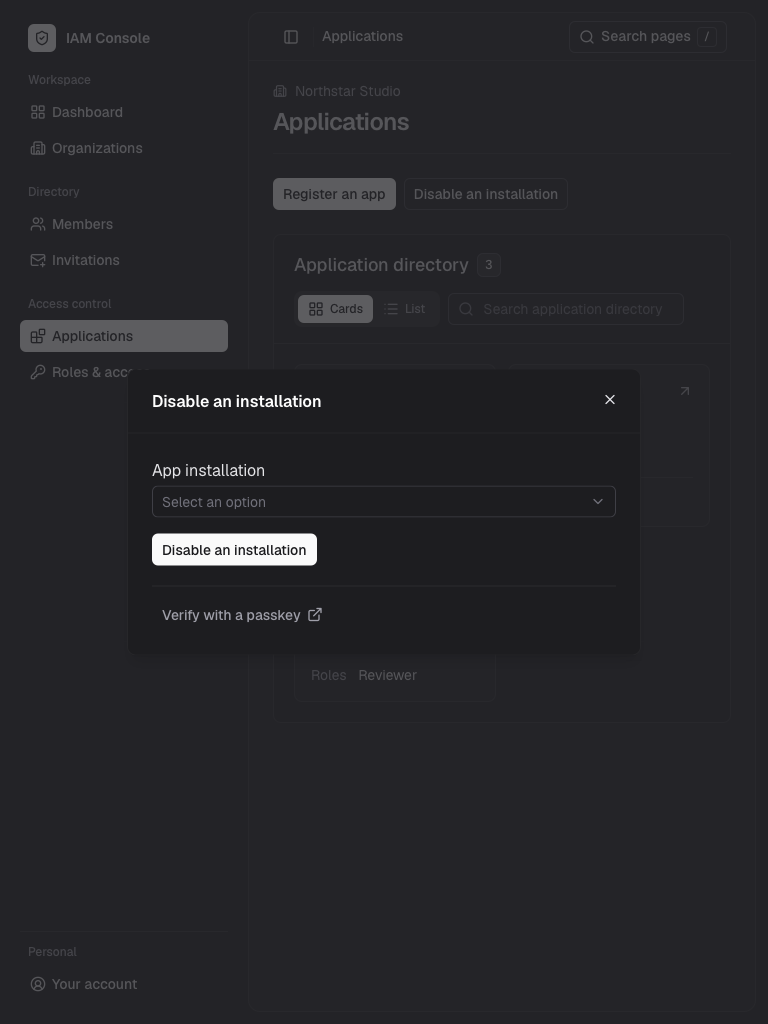 IAM Console
Workspace
Dashboard
Organizations
Directory
Members
Invitations
Access control
Applications
Roles & acc
Personal
Your account
Applications
Search pages /
Northstar Studio
Applications
Register an app
Disable an installation
Application directory 3
Cards
List
Search application directory
Disable an installation
App installation
Select an option
Disable an installation
Verify with a passkey
Roles Reviewer